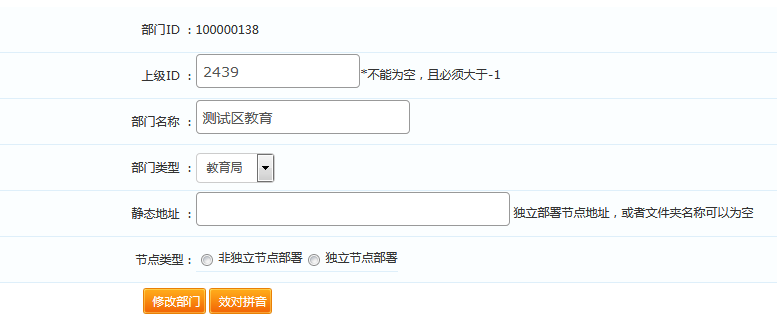 部门ID ：100000138
上级ID ：2439 *不能为空，且必须大于-1
部门名称 ：测试区教育
部门类型 ：教育局
静态地址 ： 独立部署节点地址，或者文件夹名称可以为空
节点类型： 非独立节点部署 独立节点部署
修改部门 效对拼音